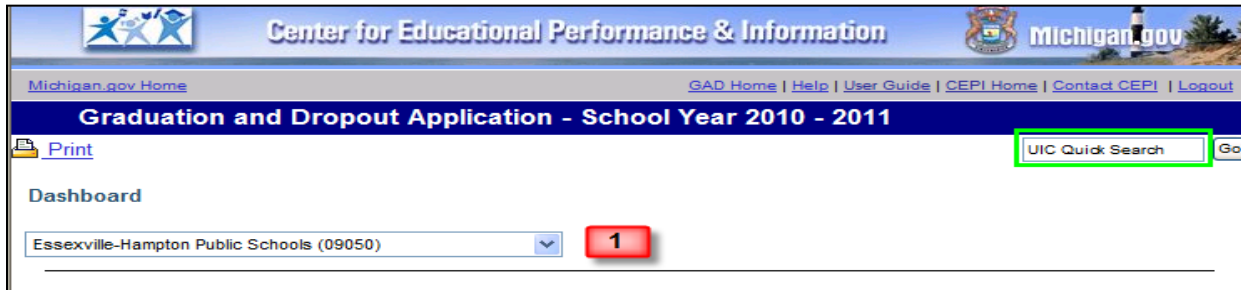 Center for Educational Performance & Information Michigan.gov
Michigan.gov Home GAD Home | Help | User Guide | CEPI Home | Contact CEPI | Logout
Graduation and Dropout Application - School Year 2010 - 2011
Print UIC Quick Search Go
Dashboard
Essexville-Hampton Public Schools (09050) 1